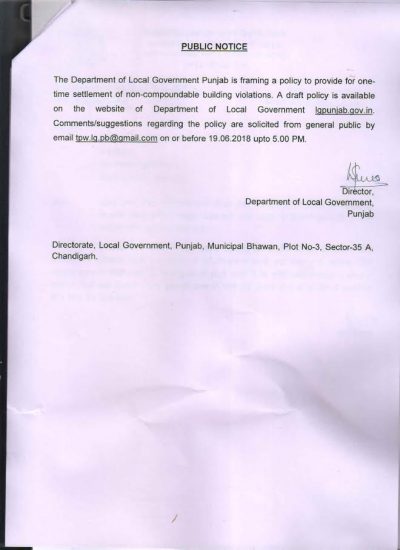 PUBLIC NOTICE
The Department of Local Government Punjab is framing a policy to provide for one-
time settlement of non-compoundable building violations. A draft policy is available
on the website of Department of Local Government lgpunjab.gov.in.
Comments/suggestions regarding the policy are solicited from general public by
email tpw.lg.pb@gmail.com on or before 19.06.2018 upto 5.00 PM.
Director,
Department of Local Government,
Punjab
Directorate, Local Government, Punjab, Municipal Bhawan, Plot No-3, Sector-35 A,
Chandigarh.